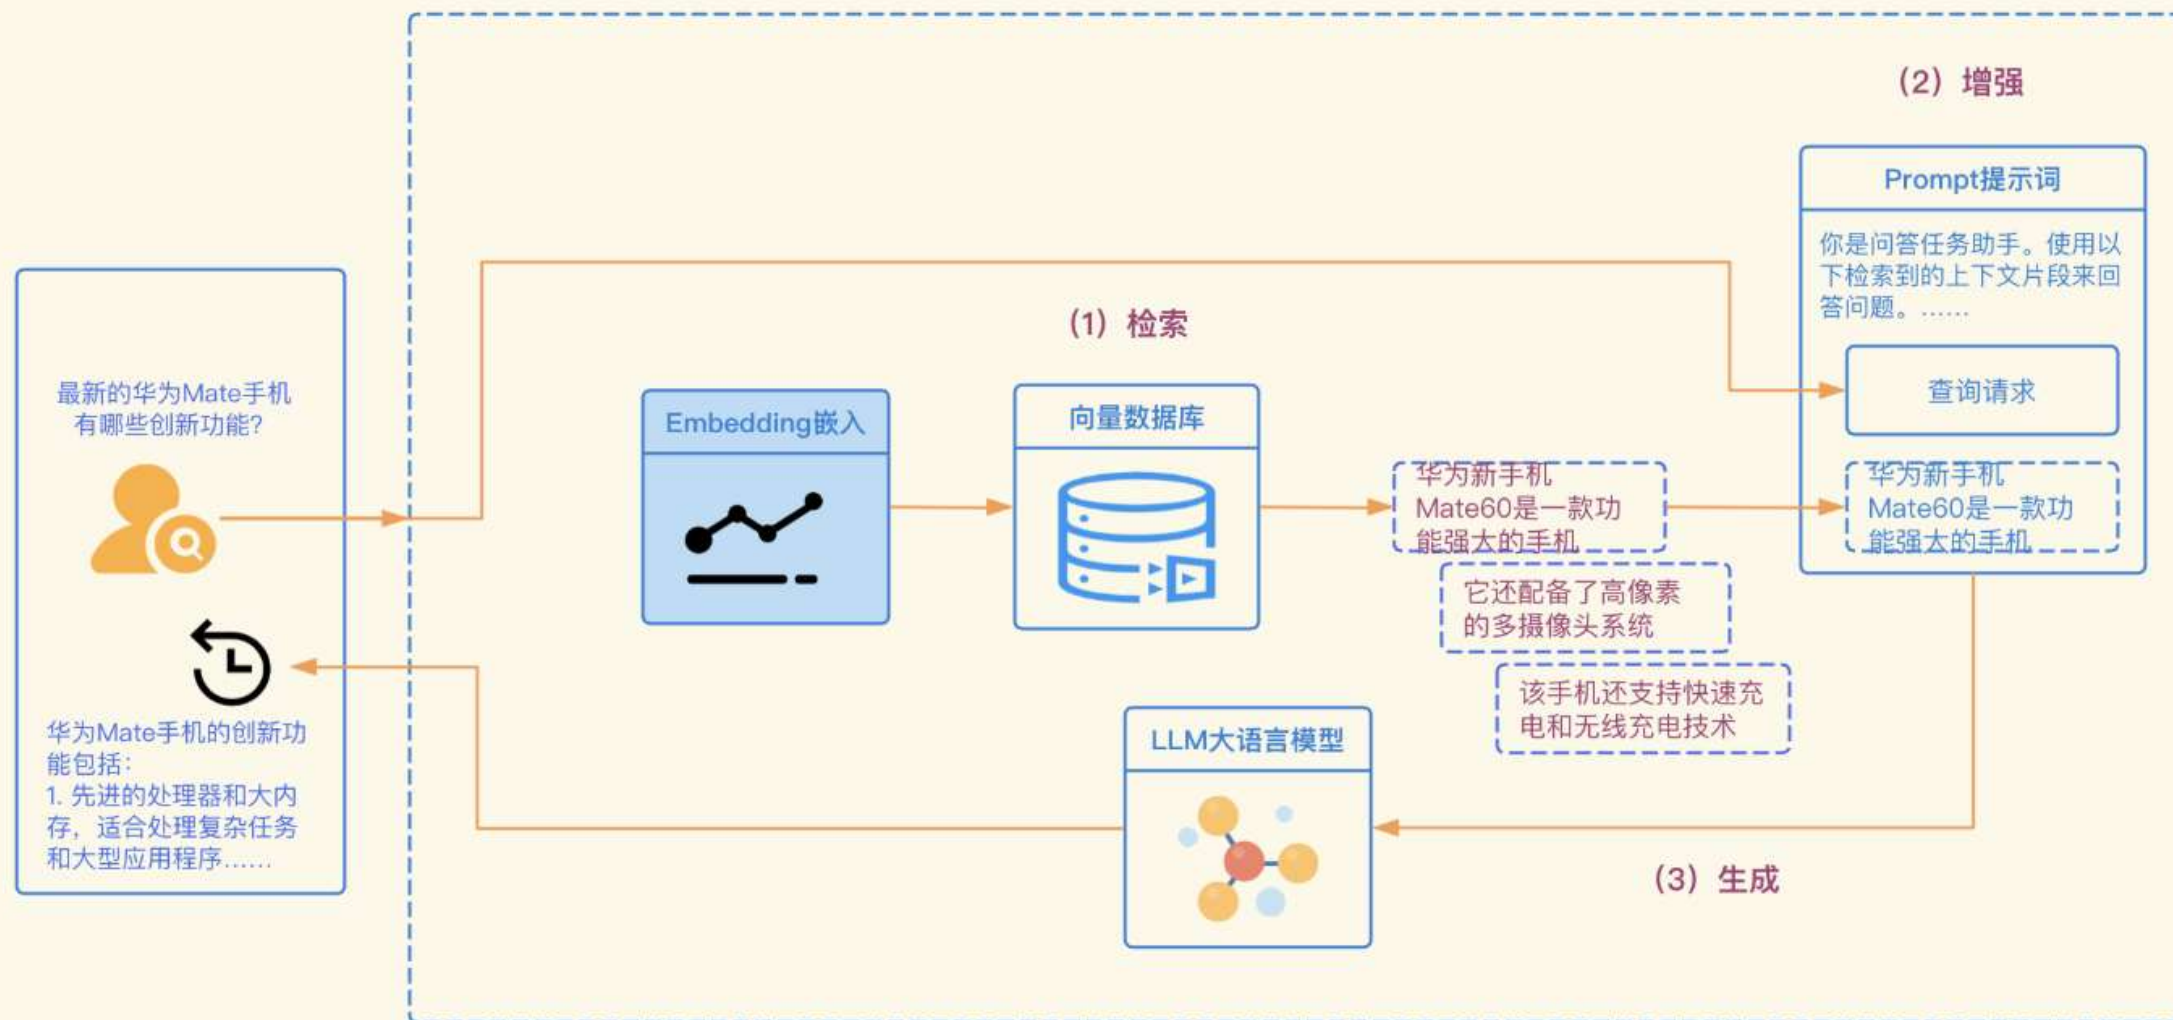 (2) 增强
Prompt提示词
你是问答任务助手。使用以
下检索到的上下文片段来回
答问题。……
查询请求
华为新手机
Mate60是一款功
能强大的手机
(1) 检索
最新的华为Mate手机
有哪些创新功能?
Embedding嵌入
向量数据库
华为新手机
Mate60是一款功
能强大的手机
它还配备了高像素
的多摄像头系统
该手机还支持快速充
电和无线充电技术
LLM大语言模型
华为Mate手机的创新功
能包括：
1. 先进的处理器和大内
存，适合处理复杂任务
和大型应用程序……
(3) 生成